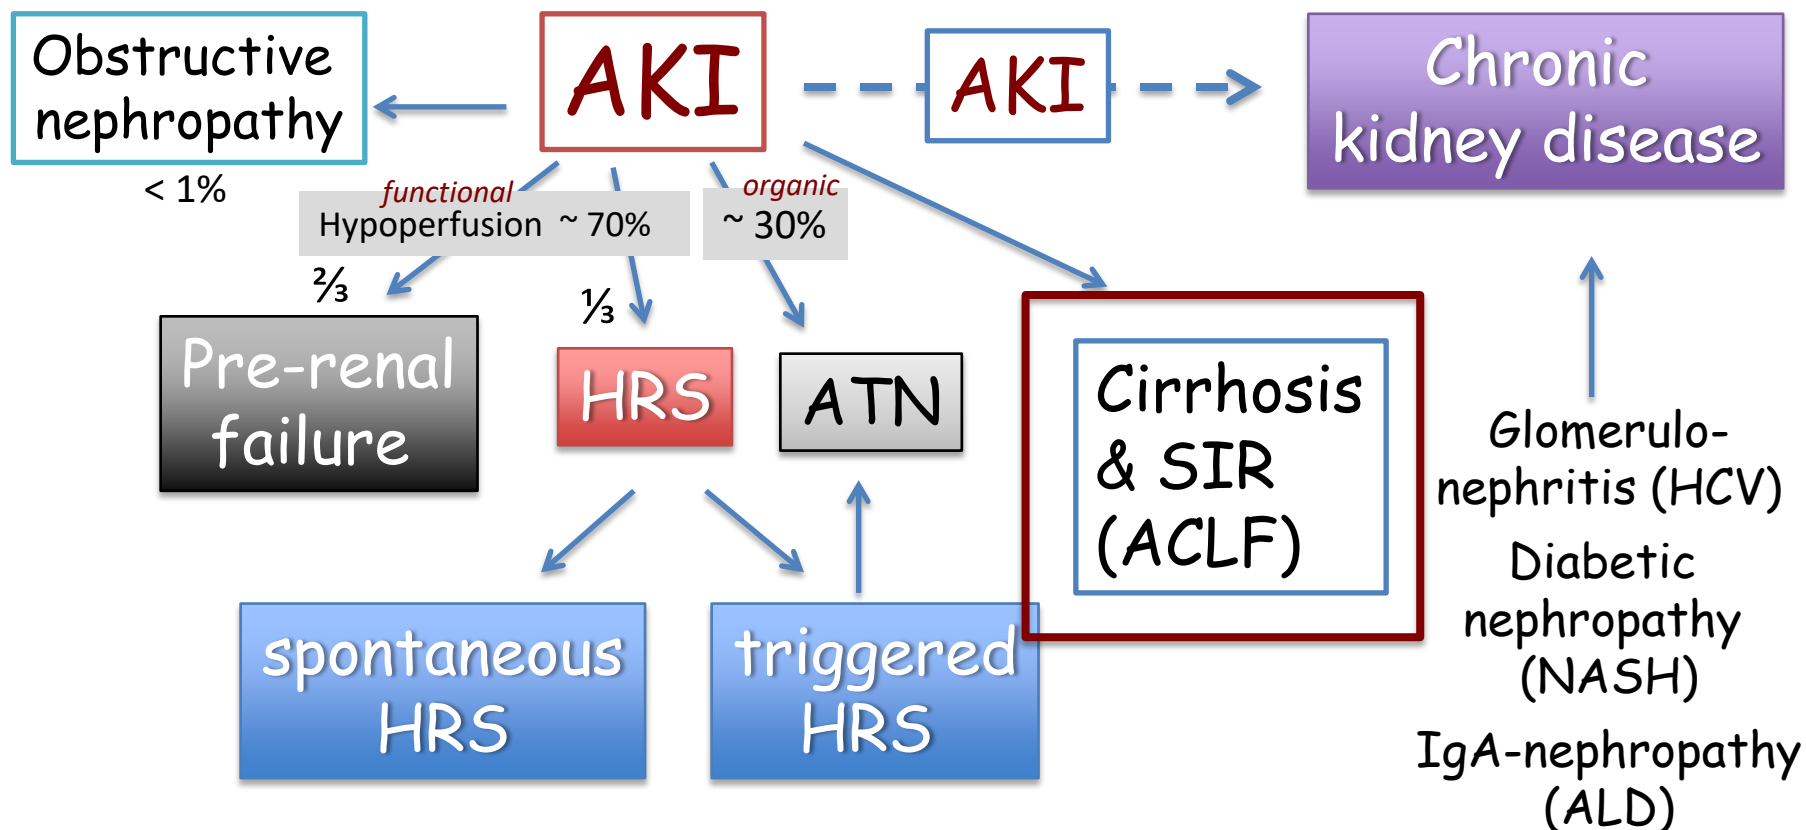 Obstructive
nephropathy
< 1%
AKI
AKI
Chronic
kidney disease
functional
Hypoperfusion ~ 70%
organic
~ 30%
⅔
⅓
Pre-renal
failure
HRS
ATN
Cirrhosis
& SIR
(ACLF)
spontaneous
HRS
triggered
HRS
Glomerulo-
nephritis (HCV)
Diabetic
nephropathy
(NASH)
IgA-nephropathy
(ALD)